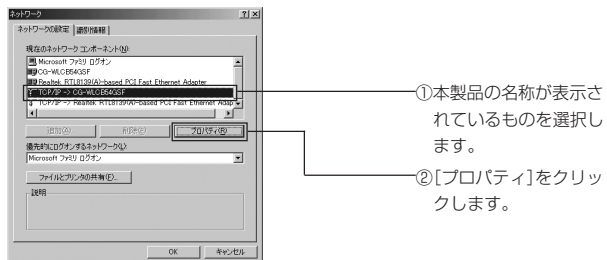 ネットワーク
ネットワークの設定 識別情報
現在のネットワーク コンポーネント(N):
Microsoft ファミリ ログオン
CG-WLCB54GSF
Realtek RTL8139(A)-based PCI Fast Ethernet Adapter
TCP/IP -> CG-WLCB54GSF
TCP/IP -> Realtek RTL8139(A)-based PCI Fast Ethernet Adap
追加(A)... 削除(E) プロパティ(R)
優先的にログオンするネットワーク(L):
Microsoft ファミリ ログオン
ファイルとプリンタの共有(F)...
説明
OK キャンセル
①本製品の名称が表示さ
れているものを選択し
ます。
②[プロパティ]をクリッ
クします。